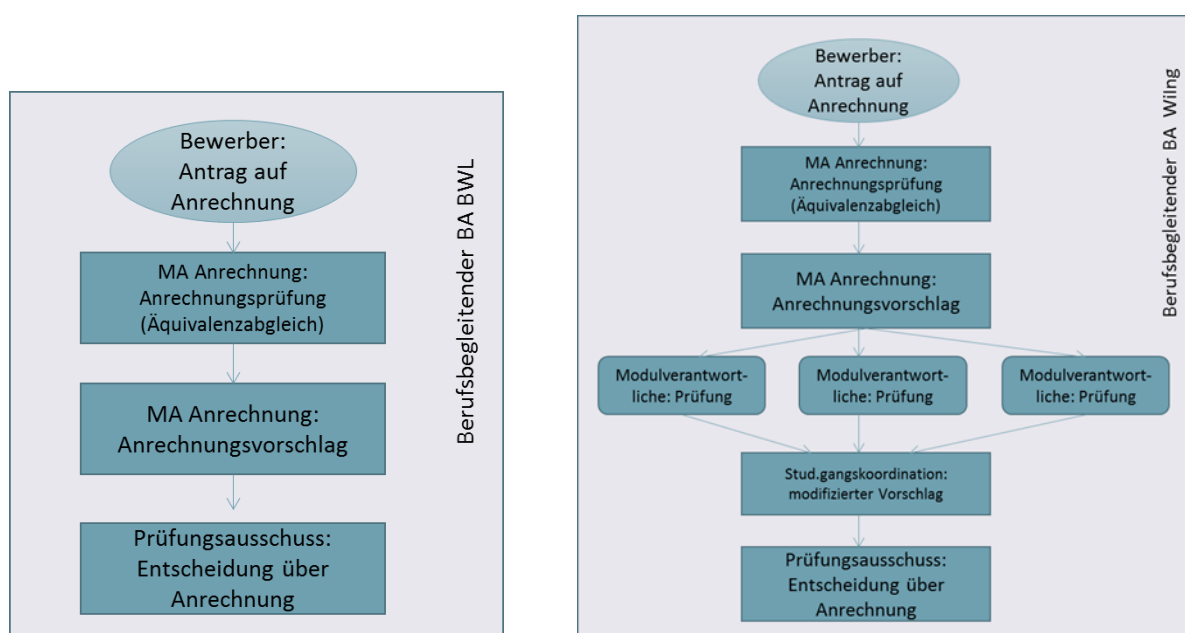 Bewerber:
Antrag auf
Anrechnung
MA Anrechnung:
Anrechnungsprüfung
(Äquivalenzabgleich)
MA Anrechnung:
Anrechnungsvorschlag
Prüfungsausschuss:
Entscheidung über
Anrechnung
Berufsbegleitender BA BWL
Bewerber:
Antrag auf
Anrechnung
MA Anrechnung:
Anrechnungsprüfung
(Äquivalenzabgleich)
MA Anrechnung:
Anrechnungsvorschlag
Modulverantwort-
liche: Prüfung
Modulverantwort-
liche: Prüfung
Modulverantwort-
liche: Prüfung
Stud.gangskoordination:
modifizierter Vorschlag
Prüfungsausschuss:
Entscheidung über
Anrechnung
Berufsbegleitender BA WiIng